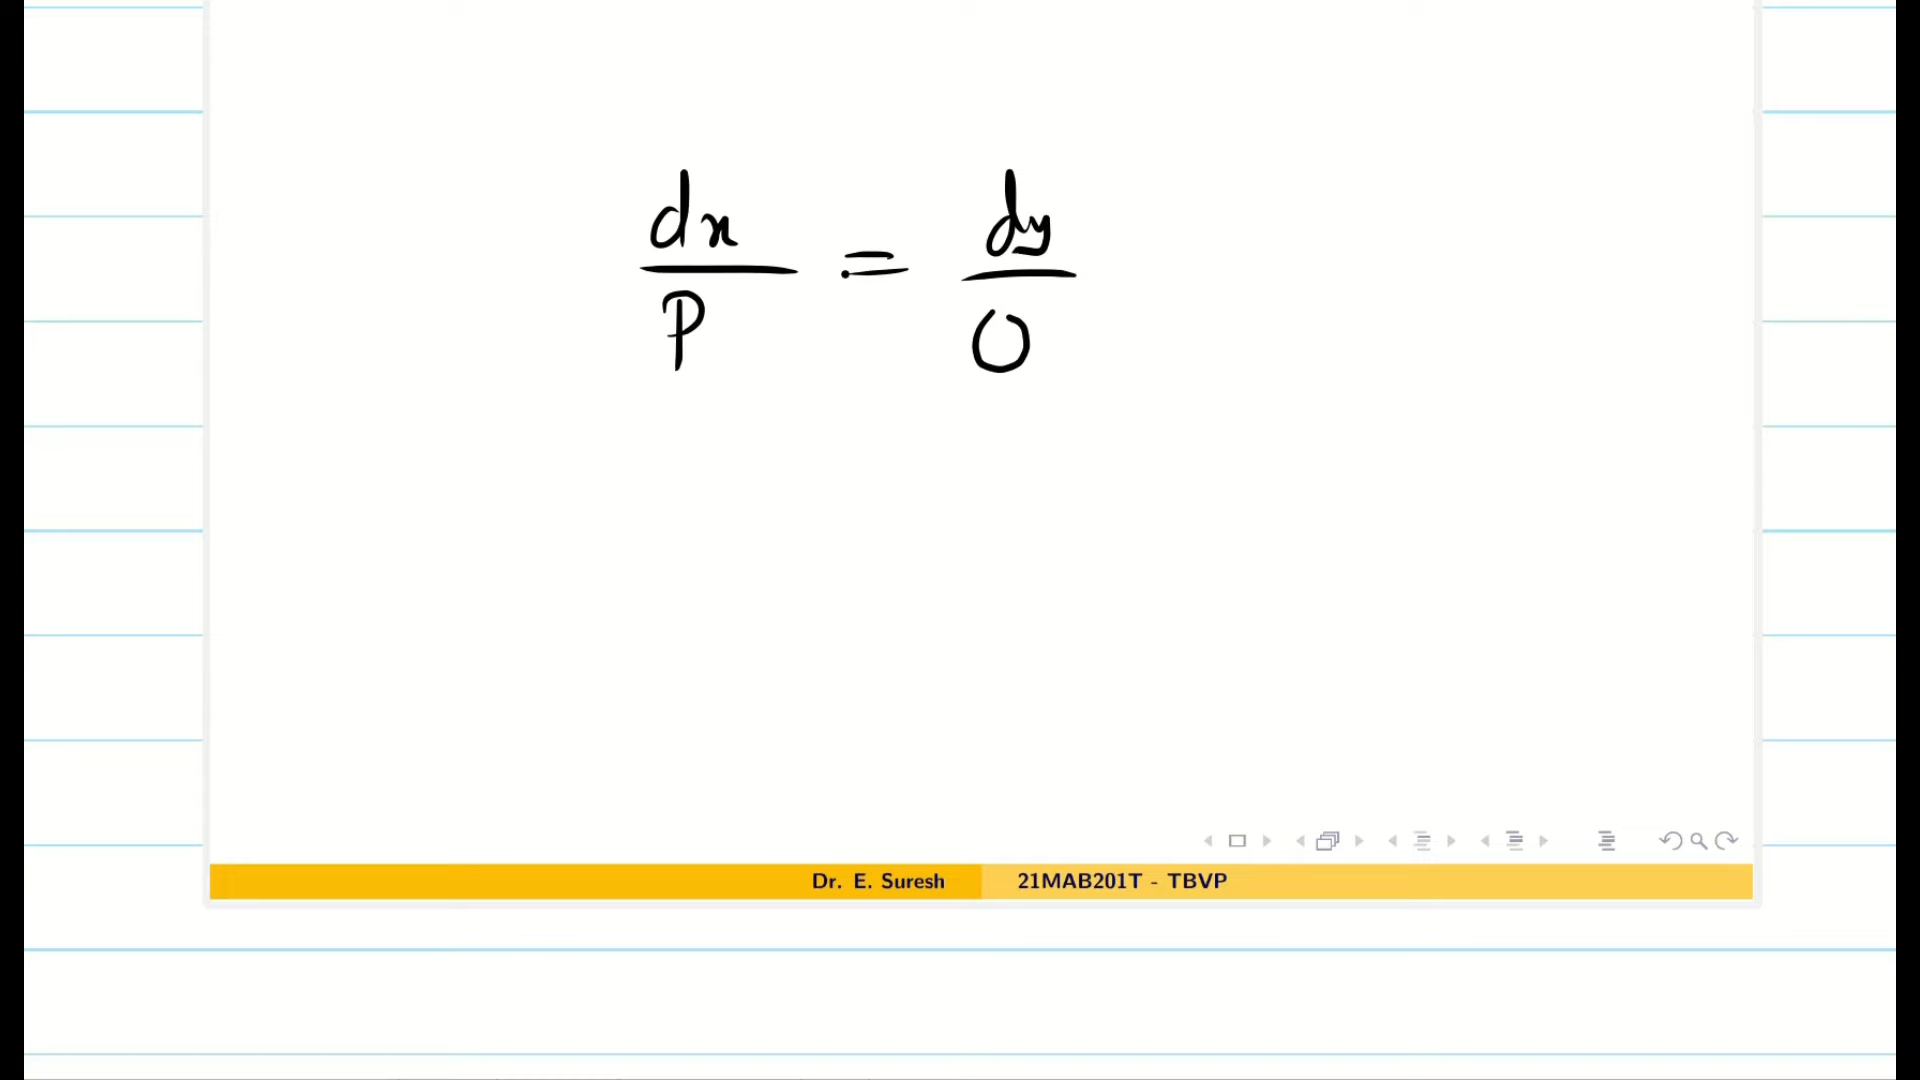 dx/P = dy/O
Dr. E. Suresh 21MAB201T - TBVP